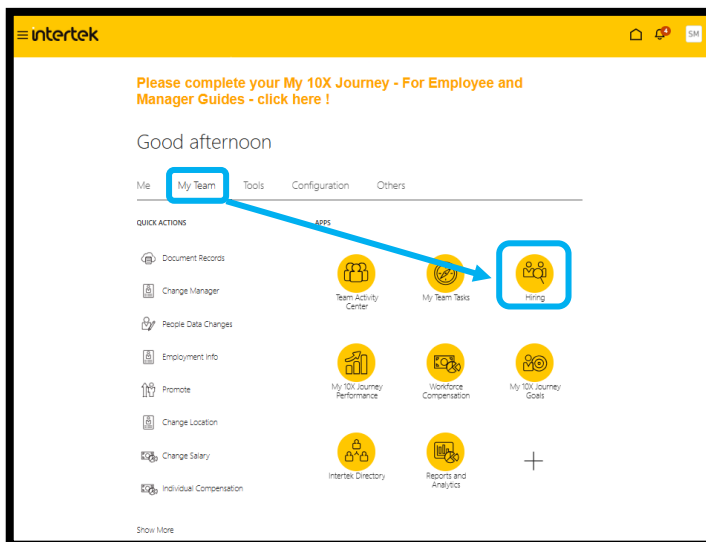 intertek
4
SM
Please complete your My 10X Journey - For Employee and
Manager Guides - click here !
Good afternoon
Me My Team Tools Configuration Others
QUICK ACTIONS
APPS
Document Records
Change Manager
People Data Changes
Employment Info
Promote
Change Location
Change Salary
Individual Compensation
Show More
Team Activity
Center
My Team Tasks
Hiring
My 10X Journey
Performance
Workforce
Compensation
My 10X Journey
Goals
Intertek Directory
Reports and
Analytics